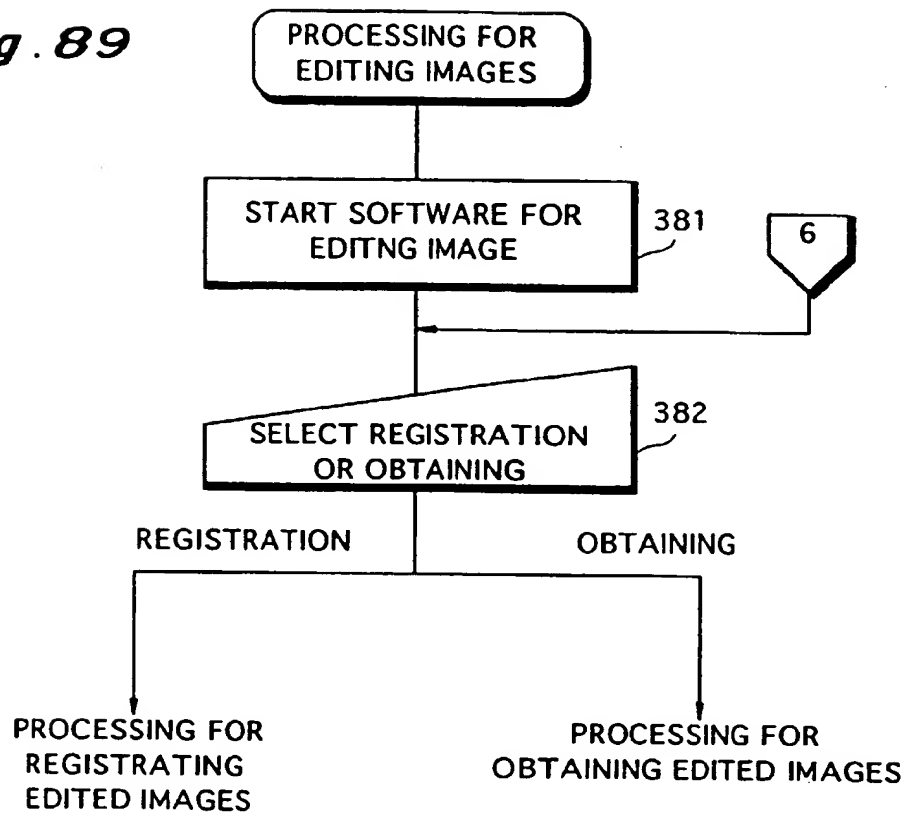 g. 89
PROCESSING FOR
EDITING IMAGES
START SOFTWARE FOR
EDITNG IMAGE
381
6
382
SELECT REGISTRATION
OR OBTAINING
REGISTRATION
OBTAINING
PROCESSING FOR
REGISTRATING
EDITED IMAGES
PROCESSING FOR
OBTAINING EDITED IMAGES